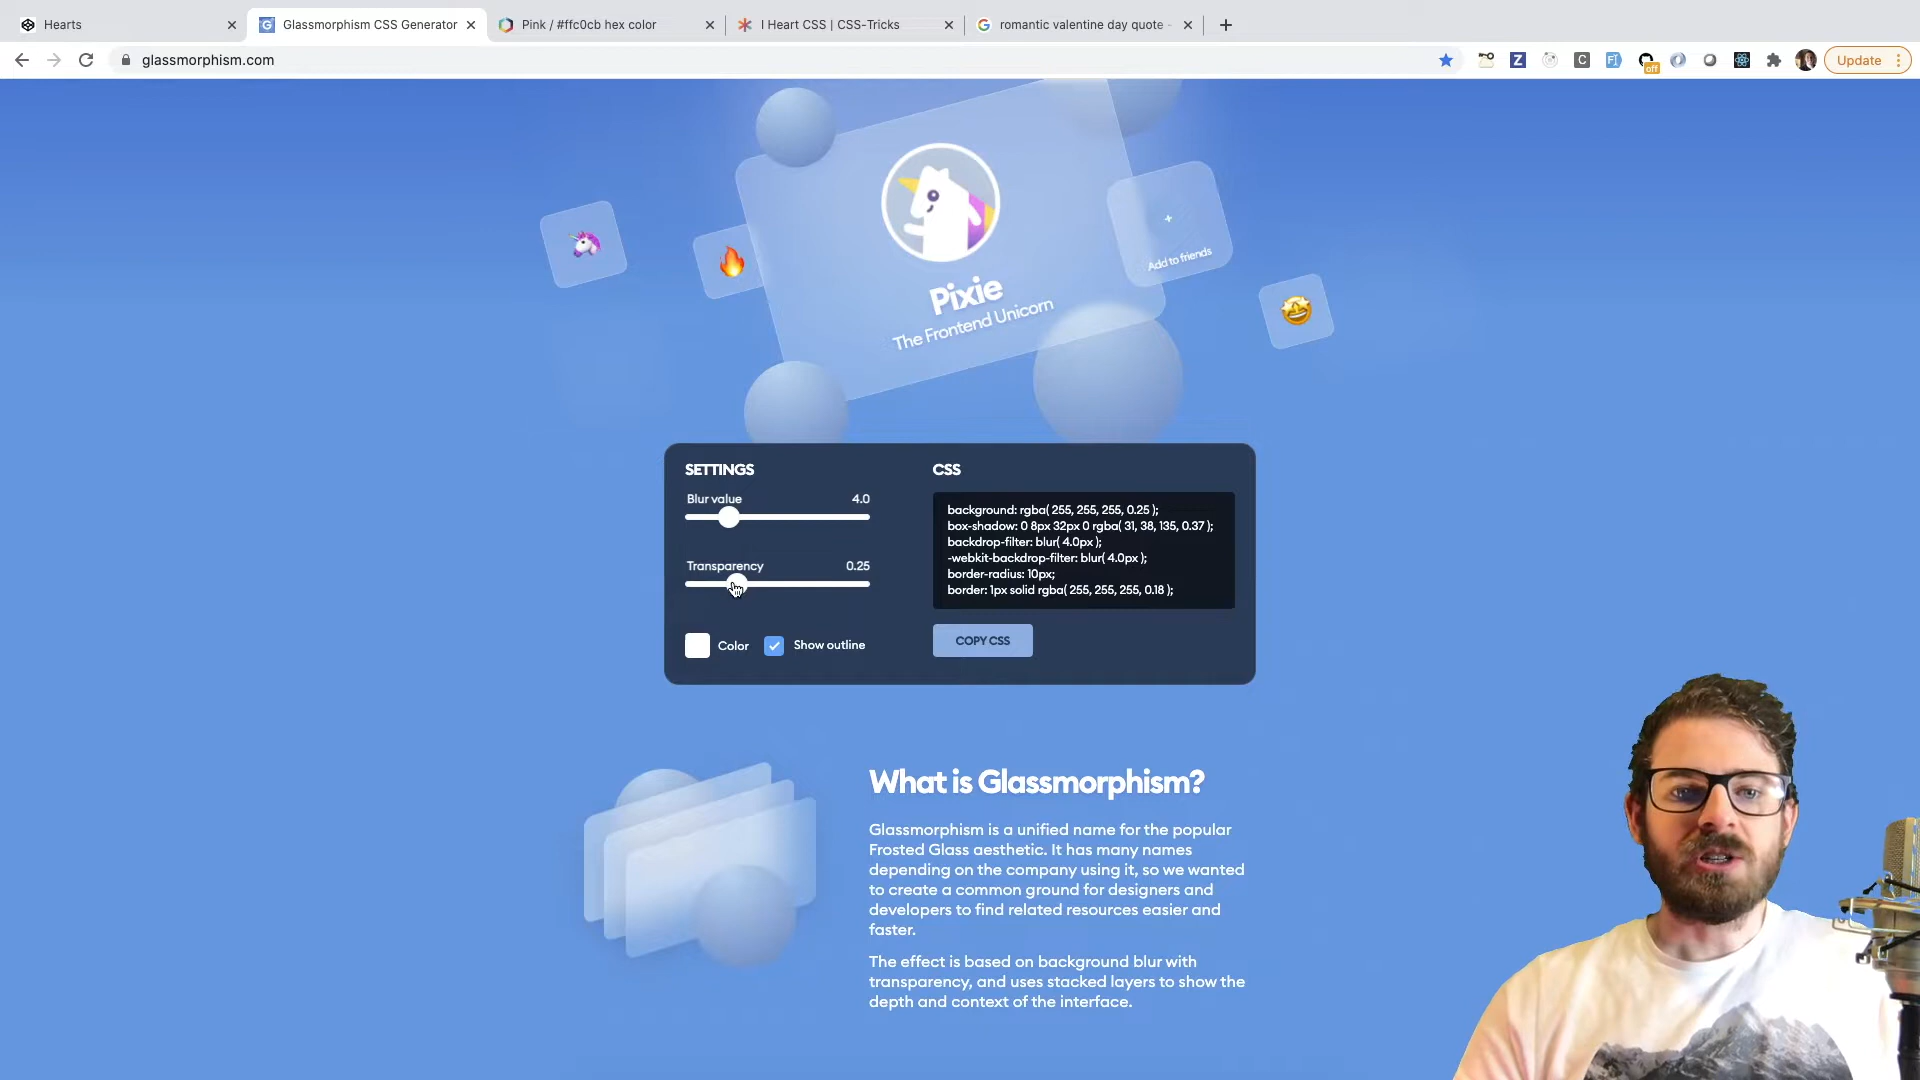 Hearts
Glassmorphism CSS Generator
Pink / #ffc0cb hex color
I Heart CSS | CSS-Tricks
romantic valentine day quote -
glassmorphism.com
Z
C
off
Update
Add to friends
Pixie
The Frontend Unicorn
SETTINGS
Blur value 4.0
Transparency 0.25
Color
Show outline
CSS
background: rgba( 255, 255, 255, 0.25 );
box-shadow: 0 8px 32px 0 rgba( 31, 38, 135, 0.37 );
backdrop-filter: blur( 4.0px );
-webkit-backdrop-filter: blur( 4.0px );
border-radius: 10px;
border: 1px solid rgba( 255, 255, 255, 0.18 );
COPY CSS
What is Glassmorphism?
Glassmorphism is a unified name for the popular
Frosted Glass aesthetic. It has many names
depending on the company using it, so we wanted
to create a common ground for designers and
developers to find related resources easier and
faster.
The effect is based on background blur with
transparency, and uses stacked layers to show the
depth and context of the interface.